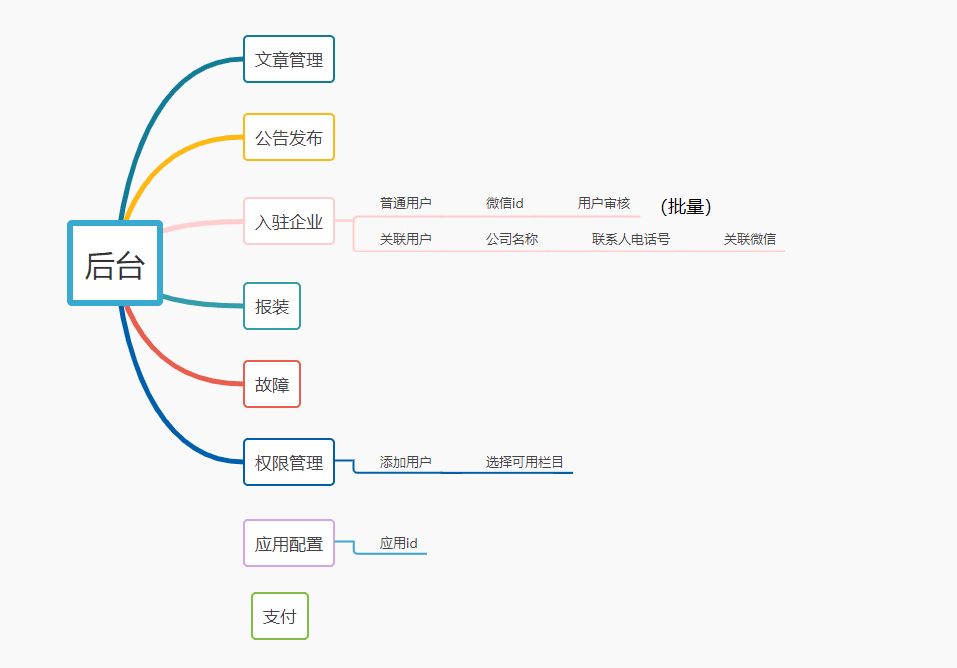 文章管理
公告发布
普通用户 微信id 用户审核 （批量）
入驻企业
关联用户 公司名称 联系人电话号 关联微信
后台
报装
故障
权限管理 添加用户 选择可用栏目
应用配置 应用id
支付